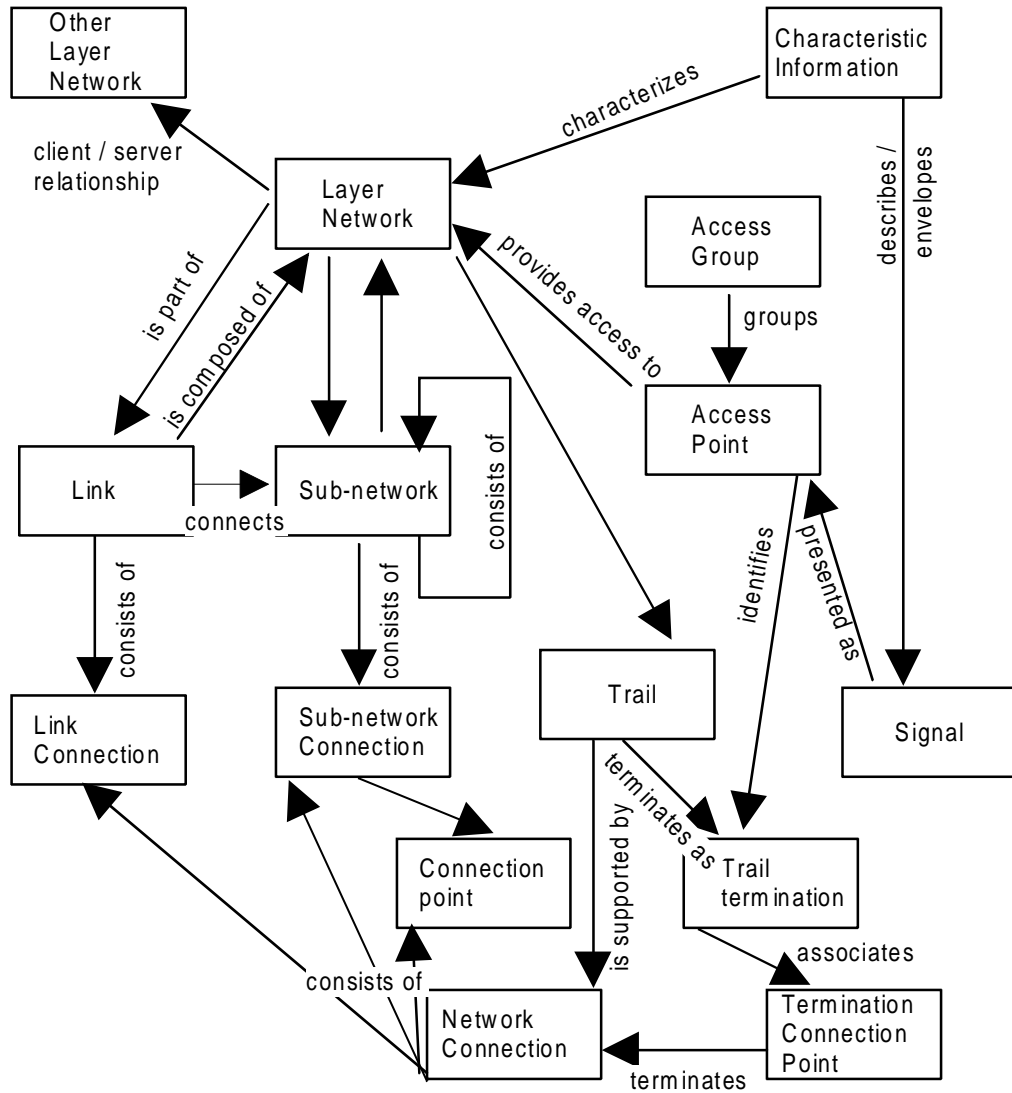 Other
Layer
Network
Characteristic
Information
characterizes
client / server
relationship
describes /
envelopes
Layer
Network
Access
Group
provides access to
groups
is part of
is composed of
Access
Point
Link
connects
Sub-network
consists of
identifies
presented as
consists of
consists of
Trail
Link
Connection
Sub-network
Connection
Signal
terminates as
is supported by
Connection
point
Trail
termination
associates
consists of
Network
Connection
Termination
Connection
Point
terminates